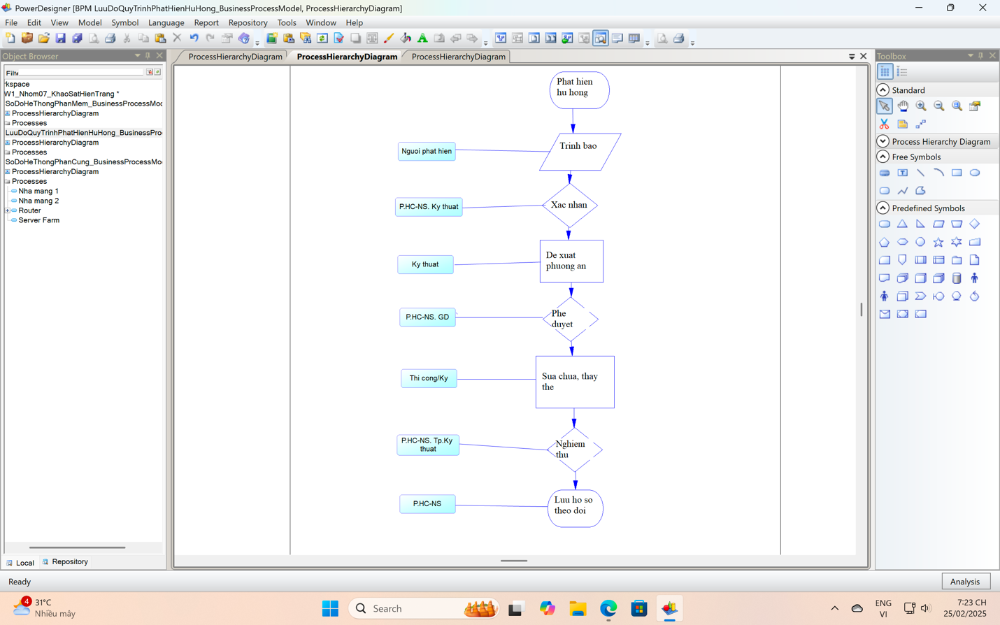 PowerDesigner [BPM LuuDoQuyTrinhPhatHienHuHong_BusinessProcessModel, ProcessHierarchyDiagram]
File Edit View Model Symbol Language Report Repository Tools Window Help
Object Browser
ProcessHierarchyDiagram ProcessHierarchyDiagram ProcessHierarchyDiagram
Toolbox
Filte
rkspace
W1_Nhom07_KhaoSatHienTrang *
SoDoHeThongPhanMem_BusinessProcessMod
ProcessHierarchyDiagram
Processes
LuuDoQuyTrinhPhatHienHuHong_BusinessPro
ProcessHierarchyDiagram
Processes
SoDoHeThongPhanCung_BusinessProcessMo
ProcessHierarchyDiagram
Processes
Nha mang 1
Nha mang 2
Router
Server Farm
Local Repository
Phat hien
hu hong
Nguoi phat hien
Trinh bao
P.HC-NS. Ky thuat
Xac nhan
Ky thuat
De xuat
phuong an
P.HC-NS. GD
Phe
duyet
Thi cong/Ky
Sua chua, thay
the
P.HC-NS. Tp.Ky
thuat
Nghiem
thu
P.HC-NS
Luu ho so
theo doi
Standard
Process Hierarchy Diagram
Free Symbols
Predefined Symbols
Ready
Analysis
4
31°C
Nhiều mây
Search
ENG
VI
7:23 CH
25/02/2025